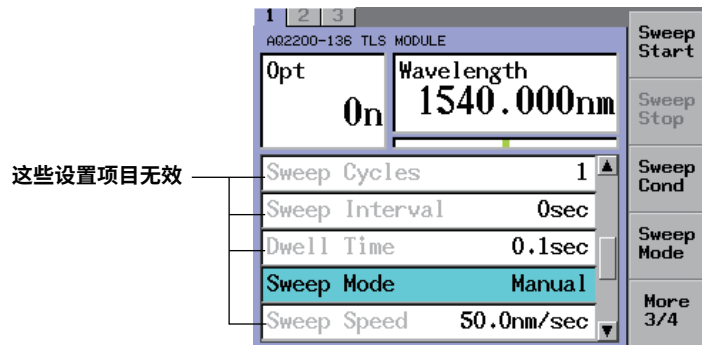 1 2 3
AQ2200-136 TLS MODULE
Opt
On
Wavelength
1540.000nm
这些设置项目无效
Sweep Cycles 1
Sweep Interval 0sec
Dwell Time 0.1sec
Sweep Mode Manual
Sweep Speed 50.0nm/sec
Sweep
Start
Sweep
Stop
Sweep
Cond
Sweep
Mode
More
3/4